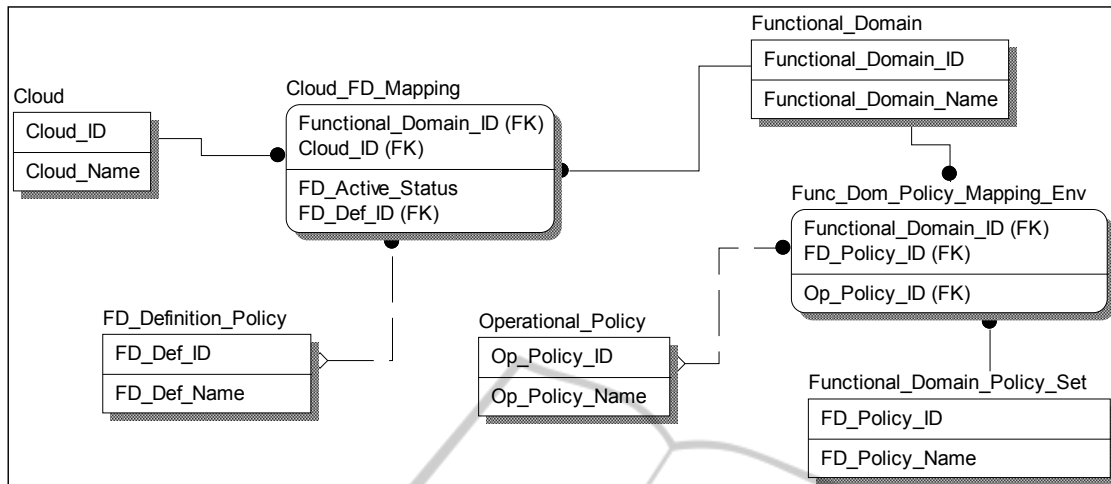 Functional_Domain
Functional_Domain_ID
Functional_Domain_Name
Cloud_FD_Mapping
Functional_Domain_ID (FK)
Cloud_ID (FK)
FD_Active_Status
FD_Def_ID (FK)
Cloud
Cloud_ID
Cloud_Name
Func_Dom_Policy_Mapping_Env
Functional_Domain_ID (FK)
FD_Policy_ID (FK)
Op_Policy_ID (FK)
FD_Definition_Policy
FD_Def_ID
FD_Def_Name
Operational_Policy
Op_Policy_ID
Op_Policy_Name
Functional_Domain_Policy_Set
FD_Policy_ID
FD_Policy_Name